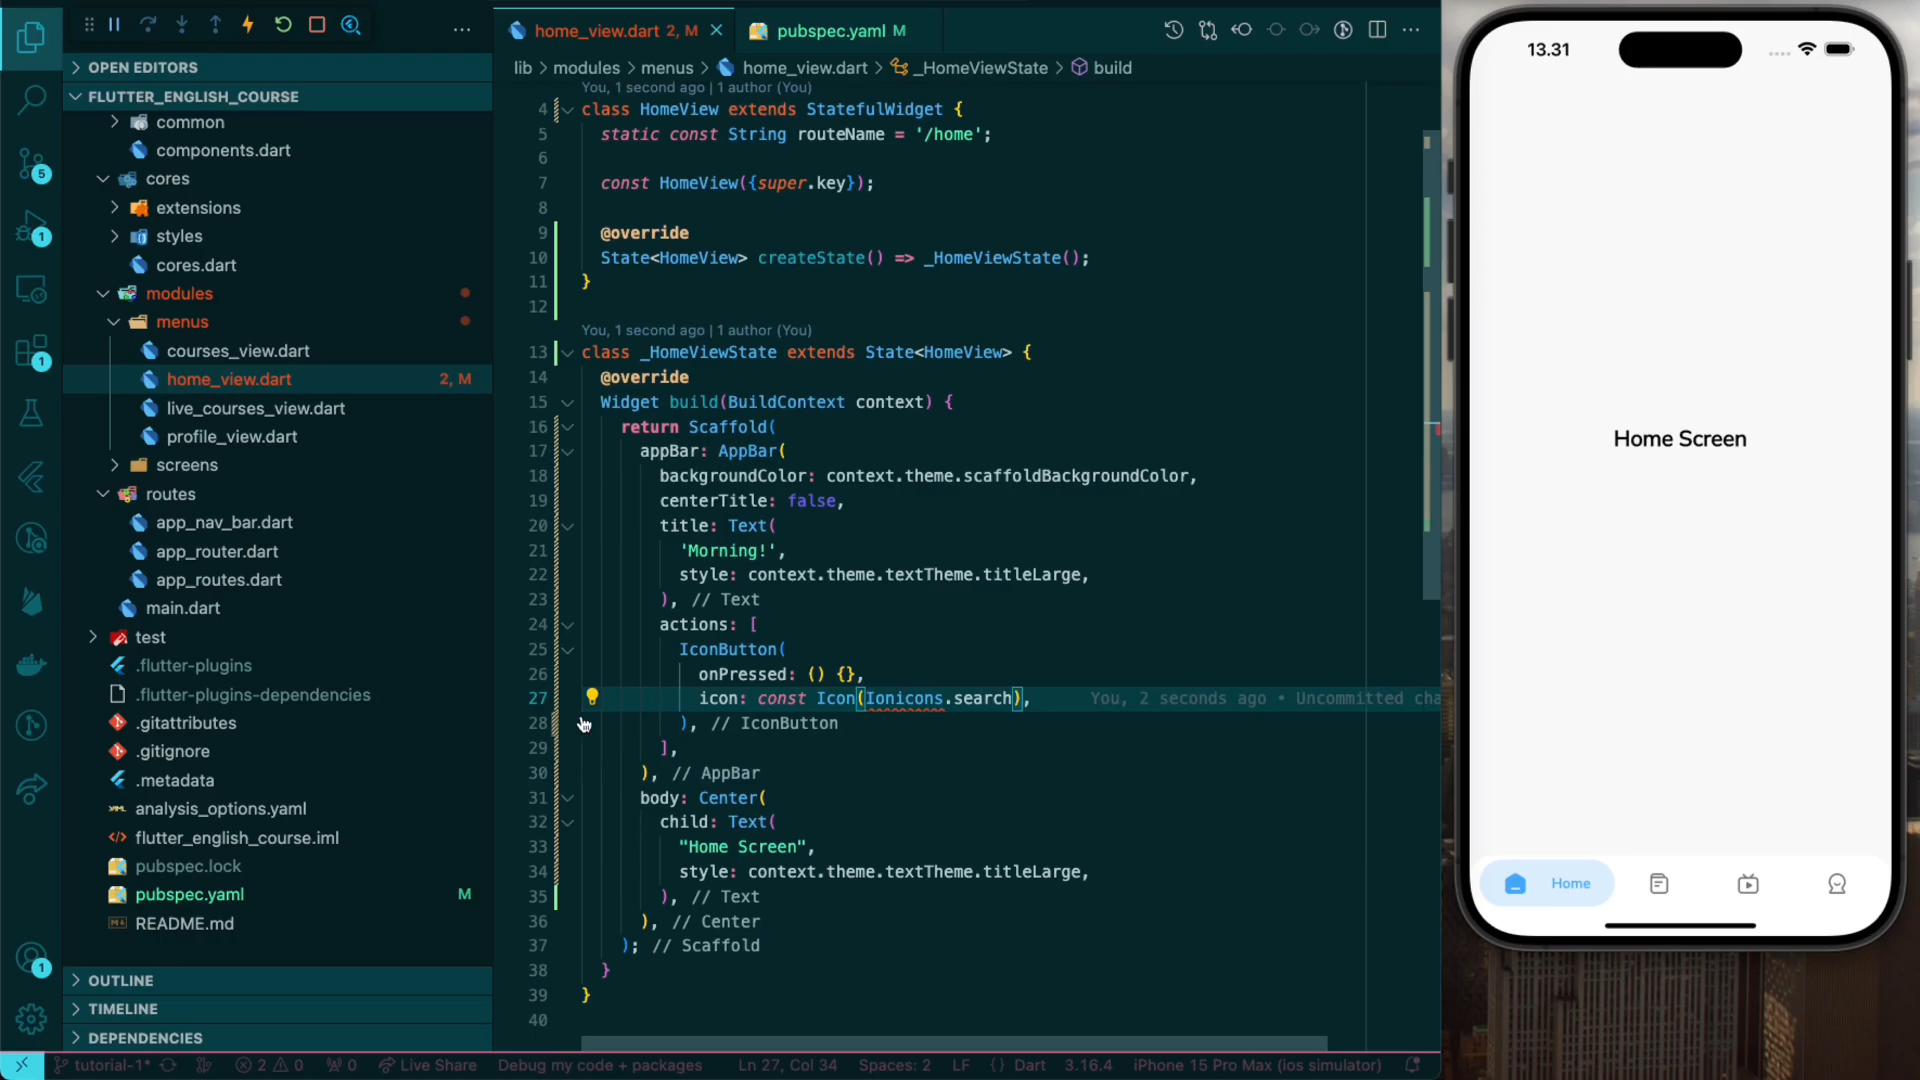 home_view.dart 2, M
pubspec.yaml M
OPEN EDITORS
FLUTTER_ENGLISH_COURSE
common
components.dart
cores
extensions
styles
cores.dart
modules
menus
courses_view.dart
home_view.dart 2, M
live_courses_view.dart
profile_view.dart
screens
routes
app_nav_bar.dart
app_router.dart
app_routes.dart
main.dart
test
.flutter-plugins
.flutter-plugins-dependencies
.gitattributes
.gitignore
.metadata
analysis_options.yaml
flutter_english_course.iml
pubspec.lock
pubspec.yaml M
README.md
OUTLINE
TIMELINE
DEPENDENCIES
5
1
1
1
lib > modules > menus > home_view.dart > _HomeViewState > build
You, 1 second ago | 1 author (You)
4 class HomeView extends StatefulWidget {
5 static const String routeName = '/home';
6
7 const HomeView({super.key});
8
9 @override
10 State<HomeView> createState() => _HomeViewState();
11 }
12
You, 1 second ago | 1 author (You)
13 class _HomeViewState extends State<HomeView> {
14 @override
15 Widget build(BuildContext context) {
16 return Scaffold(
17 appBar: AppBar(
18 backgroundColor: context.theme.scaffoldBackgroundColor,
19 centerTitle: false,
20 title: Text(
21 'Morning!',
22 style: context.theme.textTheme.titleLarge,
23 ), // Text
24 actions: [
25 IconButton(
26 onPressed: () {},
27 icon: const Icon(Ionicons.search), You, 2 seconds ago • Uncommitted cha
28 ), // IconButton
29 ],
30 ), // AppBar
31 body: Center(
32 child: Text(
33 "Home Screen",
34 style: context.theme.textTheme.titleLarge,
35 ), // Text
36 ), // Center
37 ); // Scaffold
38 }
39 }
40
tutorial-1* 2 0 0 Live Share Debug my code + packages Ln 27, Col 34 Spaces: 2 LF {} Dart 3.16.4 iPhone 15 Pro Max (ios simulator)
13.31
Home Screen
Home